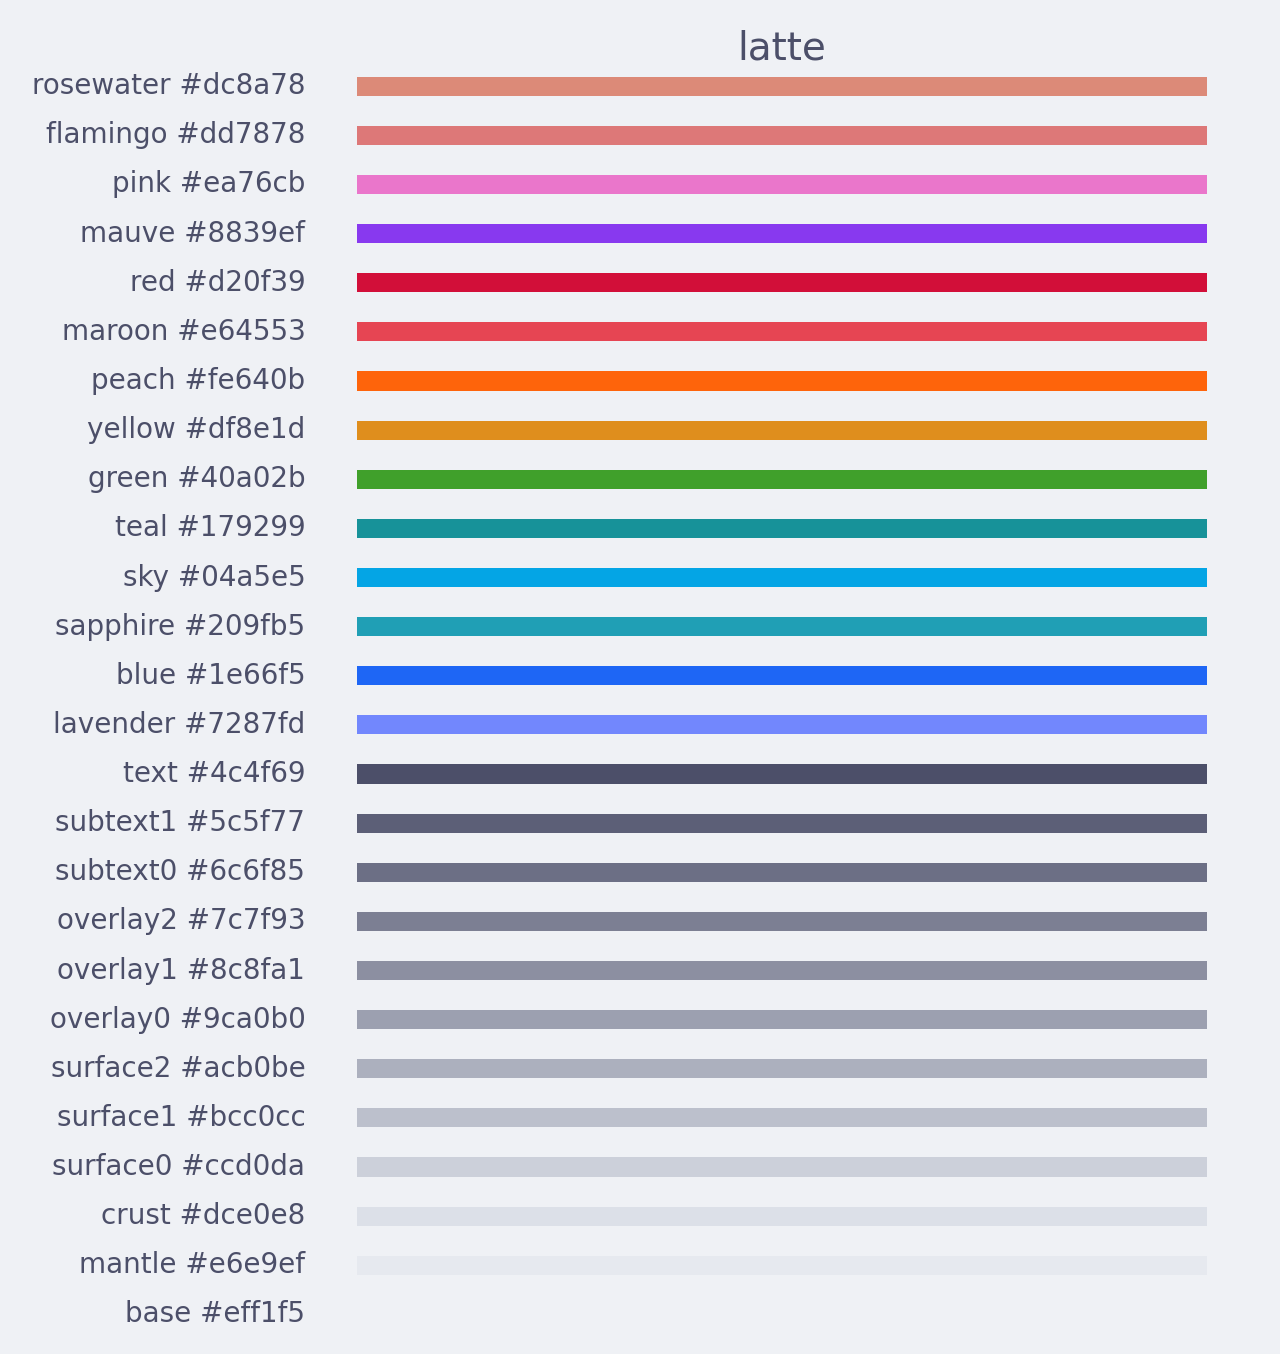 latte
rosewater #dc8a78
flamingo #dd7878
pink #ea76cb
mauve #8839ef
red #d20f39
maroon #e64553
peach #fe640b
yellow #df8e1d
green #40a02b
teal #179299
sky #04a5e5
sapphire #209fb5
blue #1e66f5
lavender #7287fd
text #4c4f69
subtext1 #5c5f77
subtext0 #6c6f85
overlay2 #7c7f93
overlay1 #8c8fa1
overlay0 #9ca0b0
surface2 #acb0be
surface1 #bcc0cc
surface0 #ccd0da
crust #dce0e8
mantle #e6e9ef
base #eff1f5